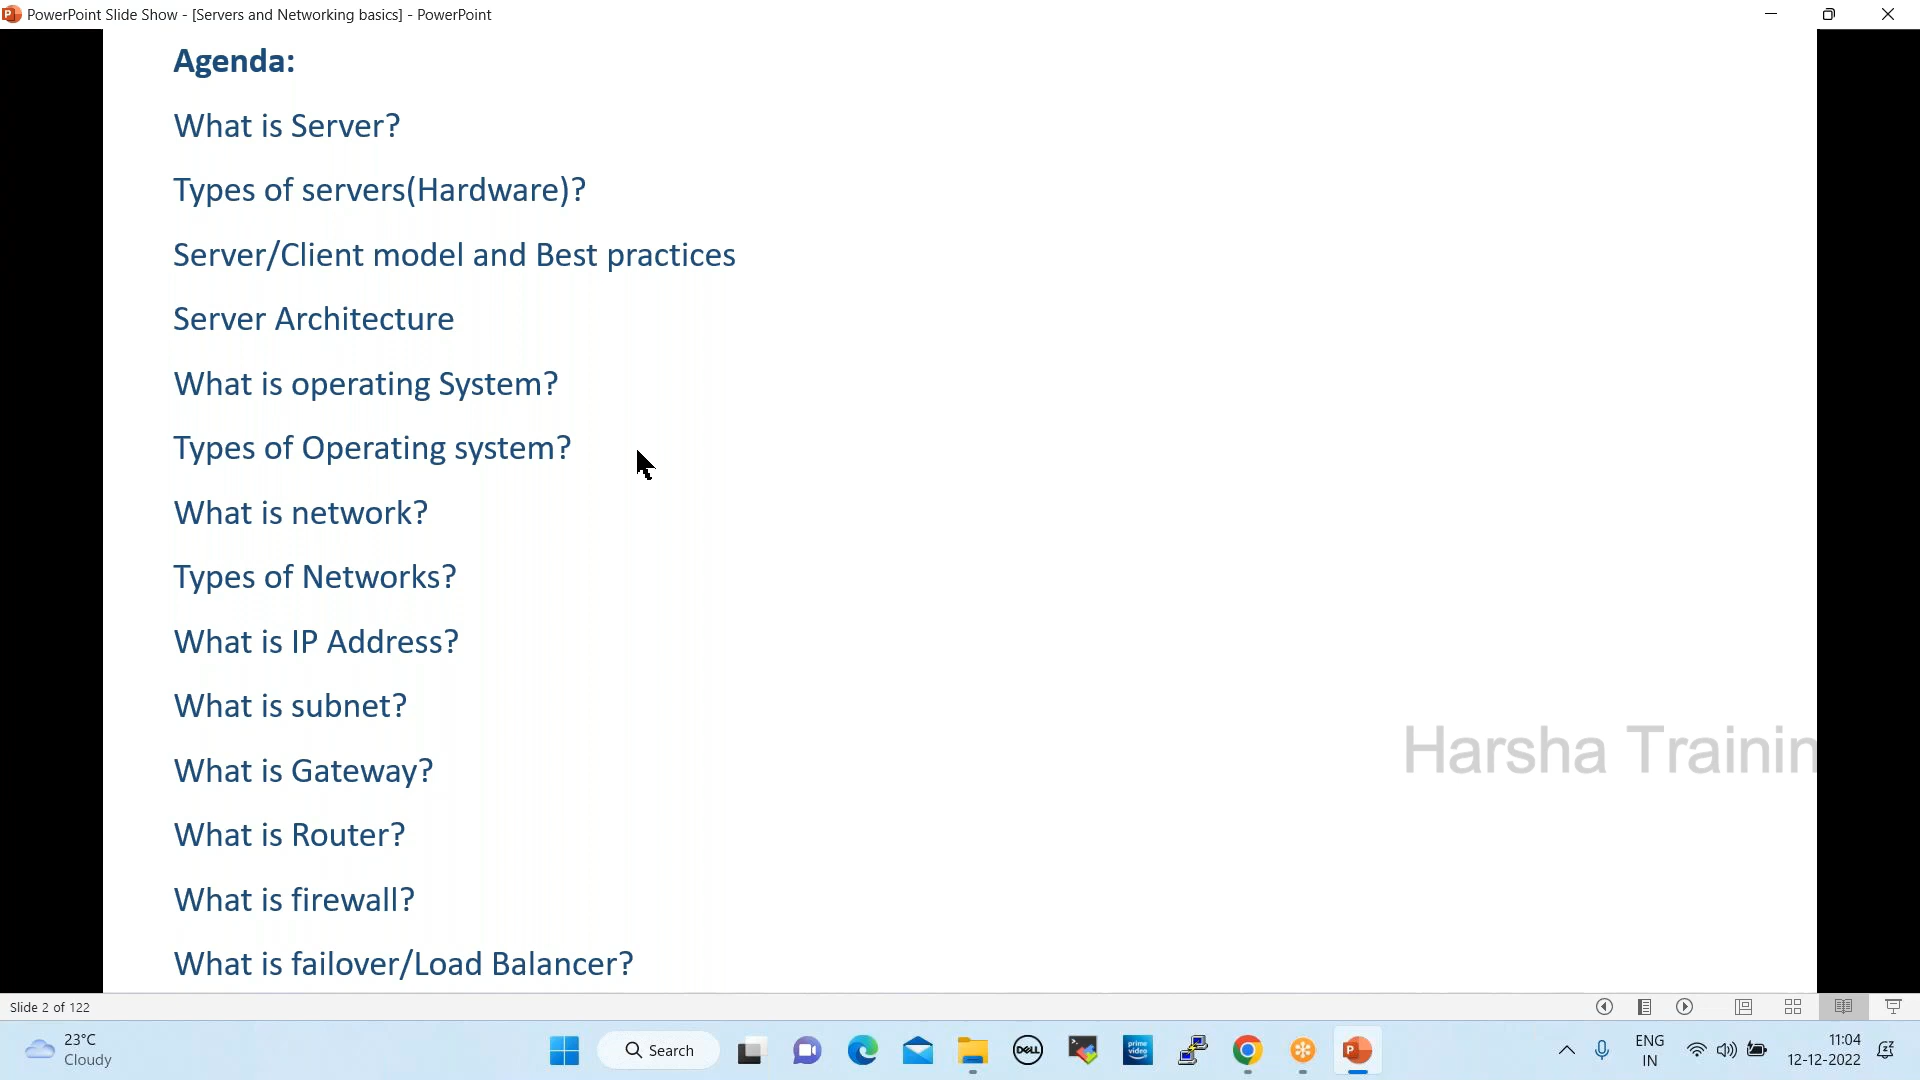 PowerPoint Slide Show - [Servers and Networking basics] - PowerPoint
Agenda:
What is Server?
Types of servers(Hardware)?
Server/Client model and Best practices
Server Architecture
What is operating System?
Types of Operating system?
What is network?
Types of Networks?
What is IP Address?
What is subnet?
Harsha Trainin
What is Gateway?
What is Router?
What is firewall?
What is failover/Load Balancer?
Slide 2 of 122
23°C
Cloudy
Search
DELL
prime
video
ENG
IN
11:04
12-12-2022